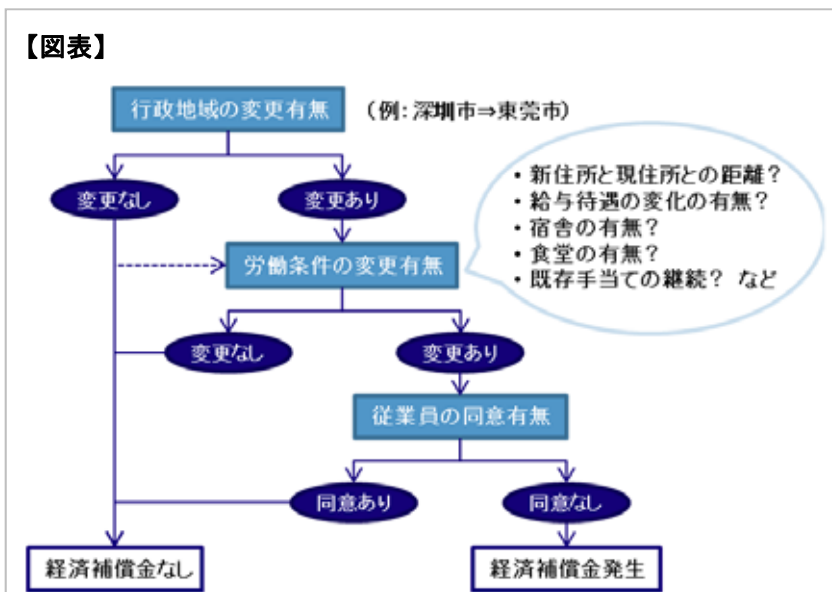 【図表】
行政地域の変更有無 （例：深圳市⇒東莞市）
変更なし
変更あり
・新住所と現住所との距離？
・給与待遇の変化の有無？
・宿舎の有無？
・食堂の有無？
・既存手当ての継続？ など
労働条件の変更有無
変更なし
変更あり
従業員の同意有無
同意あり
同意なし
経済補償金なし
経済補償金発生